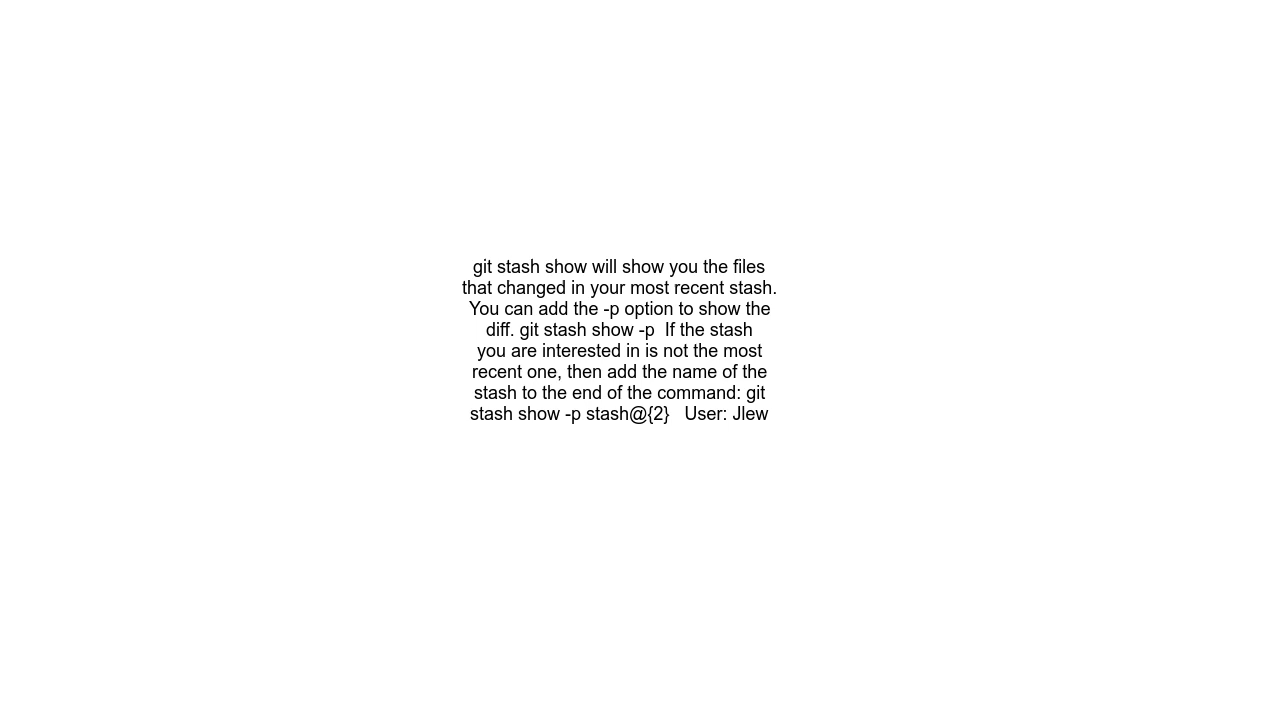 git stash show will show you the files
that changed in your most recent stash.
You can add the -p option to show the
diff. git stash show -p  If the stash
you are interested in is not the most
recent one, then add the name of the
stash to the end of the command: git
stash show -p stash@{2}   User: Jlew